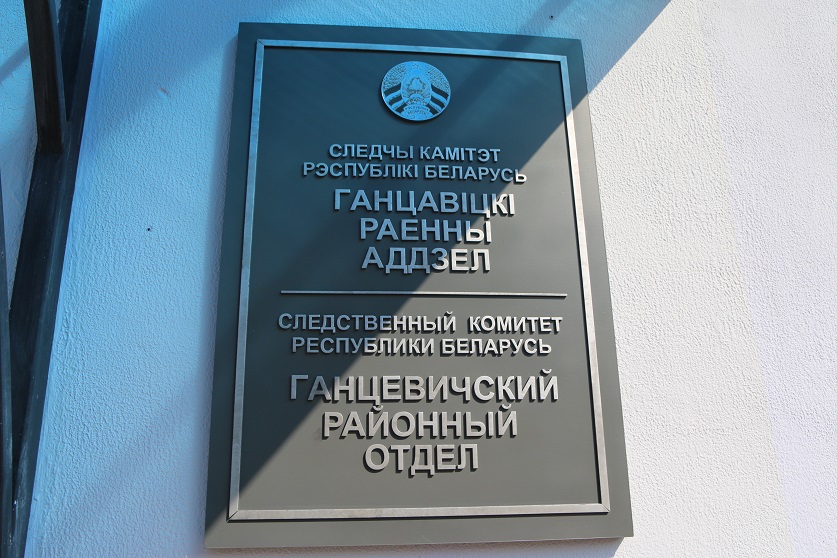 СЛЕДЧЫ КАМІТЭТ
РЭСПУБЛІКІ БЕЛАРУСЬ
ГАНЦАВІЦКІ
РАЕННЫ
АДДЗЕЛ
СЛЕДСТВЕННЫЙ КОМИТЕТ
РЕСПУБЛИКИ БЕЛАРУСЬ
ГАНЦЕВИЧСКИЙ
РАЙОННЫЙ
ОТДЕЛ